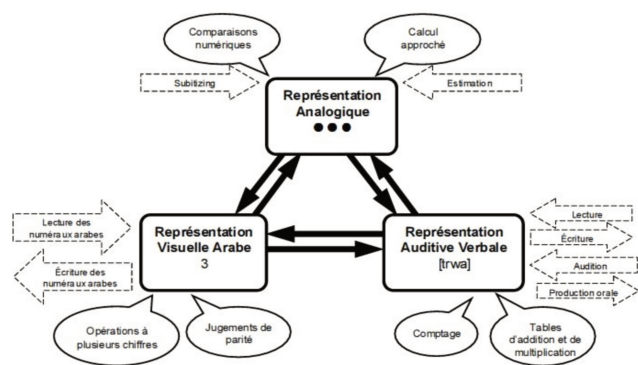 Comparaisons
numériques
Calcul
approché
Subitizing
Estimation
Représentation
Analogique
Lecture des
numéraux arabes
Écriture des
numéraux arabes
Représentation
Visuelle Arabe
3
Représentation
Auditive Verbale
[trwa]
Lecture
Écriture
Audition
Production orale
Opérations à
plusieurs chiffres
Jugements de
parité
Comptage
Tables
d'addition et de
multiplication